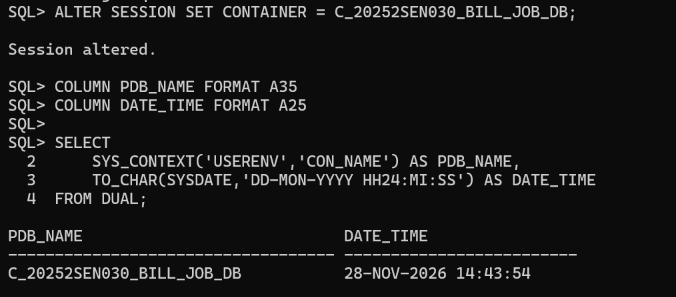 SQL> ALTER SESSION SET CONTAINER = C_20252SEN030_BILL_JOB_DB;
Session altered.
SQL> COLUMN PDB_NAME FORMAT A35
SQL> COLUMN DATE_TIME FORMAT A25
SQL>
SQL> SELECT
  2      SYS_CONTEXT('USERENV','CON_NAME') AS PDB_NAME,
  3      TO_CHAR(SYSDATE,'DD-MON-YYYY HH24:MI:SS') AS DATE_TIME
  4  FROM DUAL;
PDB_NAME                            DATE_TIME
----------------------------------- -------------------------
C_20252SEN030_BILL_JOB_DB           28-NOV-2026 14:43:54